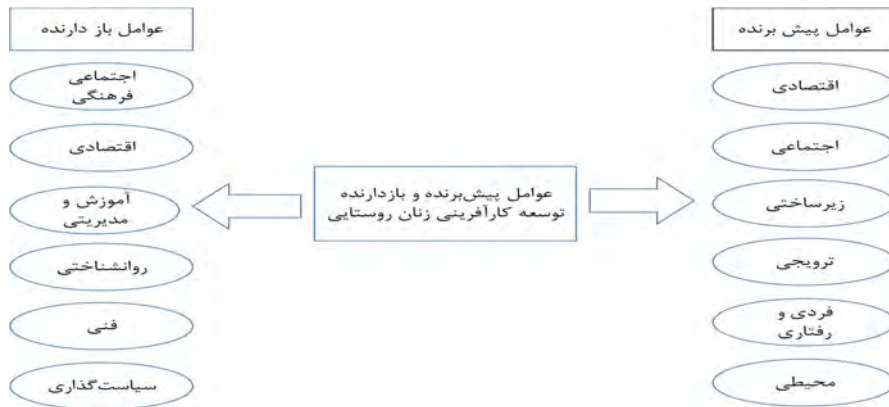 عوامل پیش برنده
اقتصادی
اجتماعی
زیرساختی
ترویجی
فردی و
رفتاری
محیطی
عوامل پیش‌برنده و بازدارنده
توسعه کارآفرینی زنان روستایی
عوامل باز دارنده
اجتماعی
فرهنگی
اقتصادی
آموزش و
مدیریتی
روانشناختی
فنی
سیاست‌گذاری